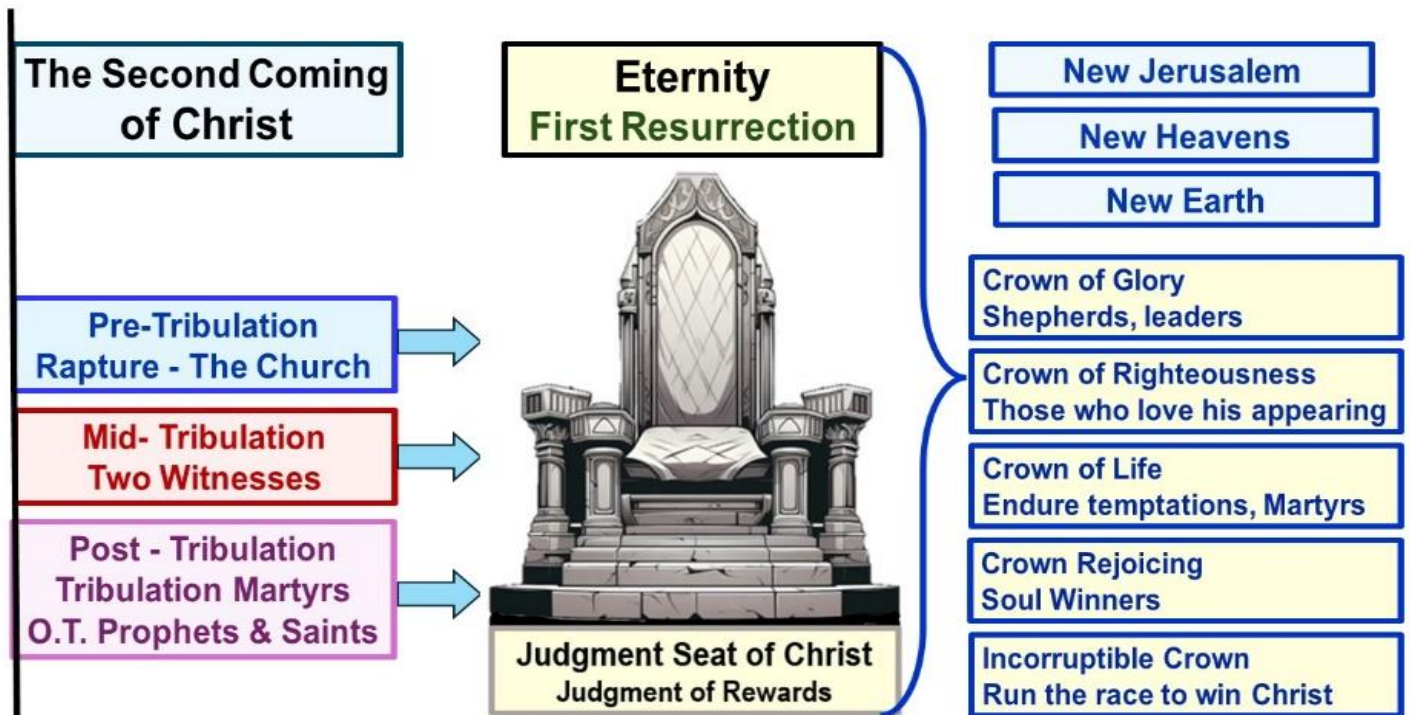 The Second Coming
of Christ
Pre-Tribulation
Rapture - The Church
Mid- Tribulation
Two Witnesses
Post - Tribulation
Tribulation Martyrs
O.T. Prophets & Saints
Eternity
First Resurrection
Judgment Seat of Christ
Judgment of Rewards
New Jerusalem
New Heavens
New Earth
Crown of Glory
Shepherds, leaders
Crown of Righteousness
Those who love his appearing
Crown of Life
Endure temptations, Martyrs
Crown Rejoicing
Soul Winners
Incorruptible Crown
Run the race to win Christ